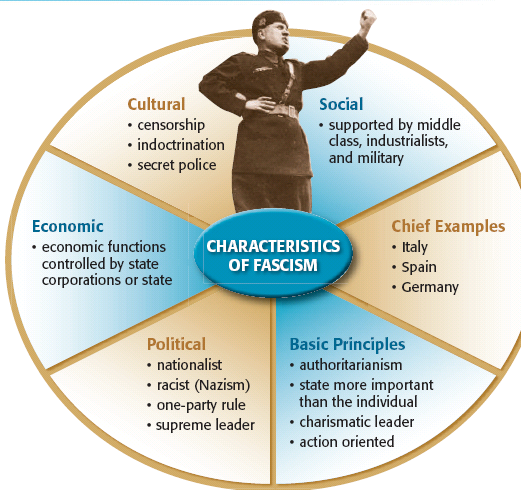 Cultural
• censorship
• indoctrination
• secret police
Social
• supported by middle
class, industrialists,
and military
Economic
• economic functions
controlled by state
corporations or state
CHARACTERISTICS
OF FASCISM
Chief Examples
• Italy
• Spain
• Germany
Political
• nationalist
• racist (Nazism)
• one-party rule
• supreme leader
Basic Principles
• authoritarianism
• state more important
than the individual
• charismatic leader
• action oriented